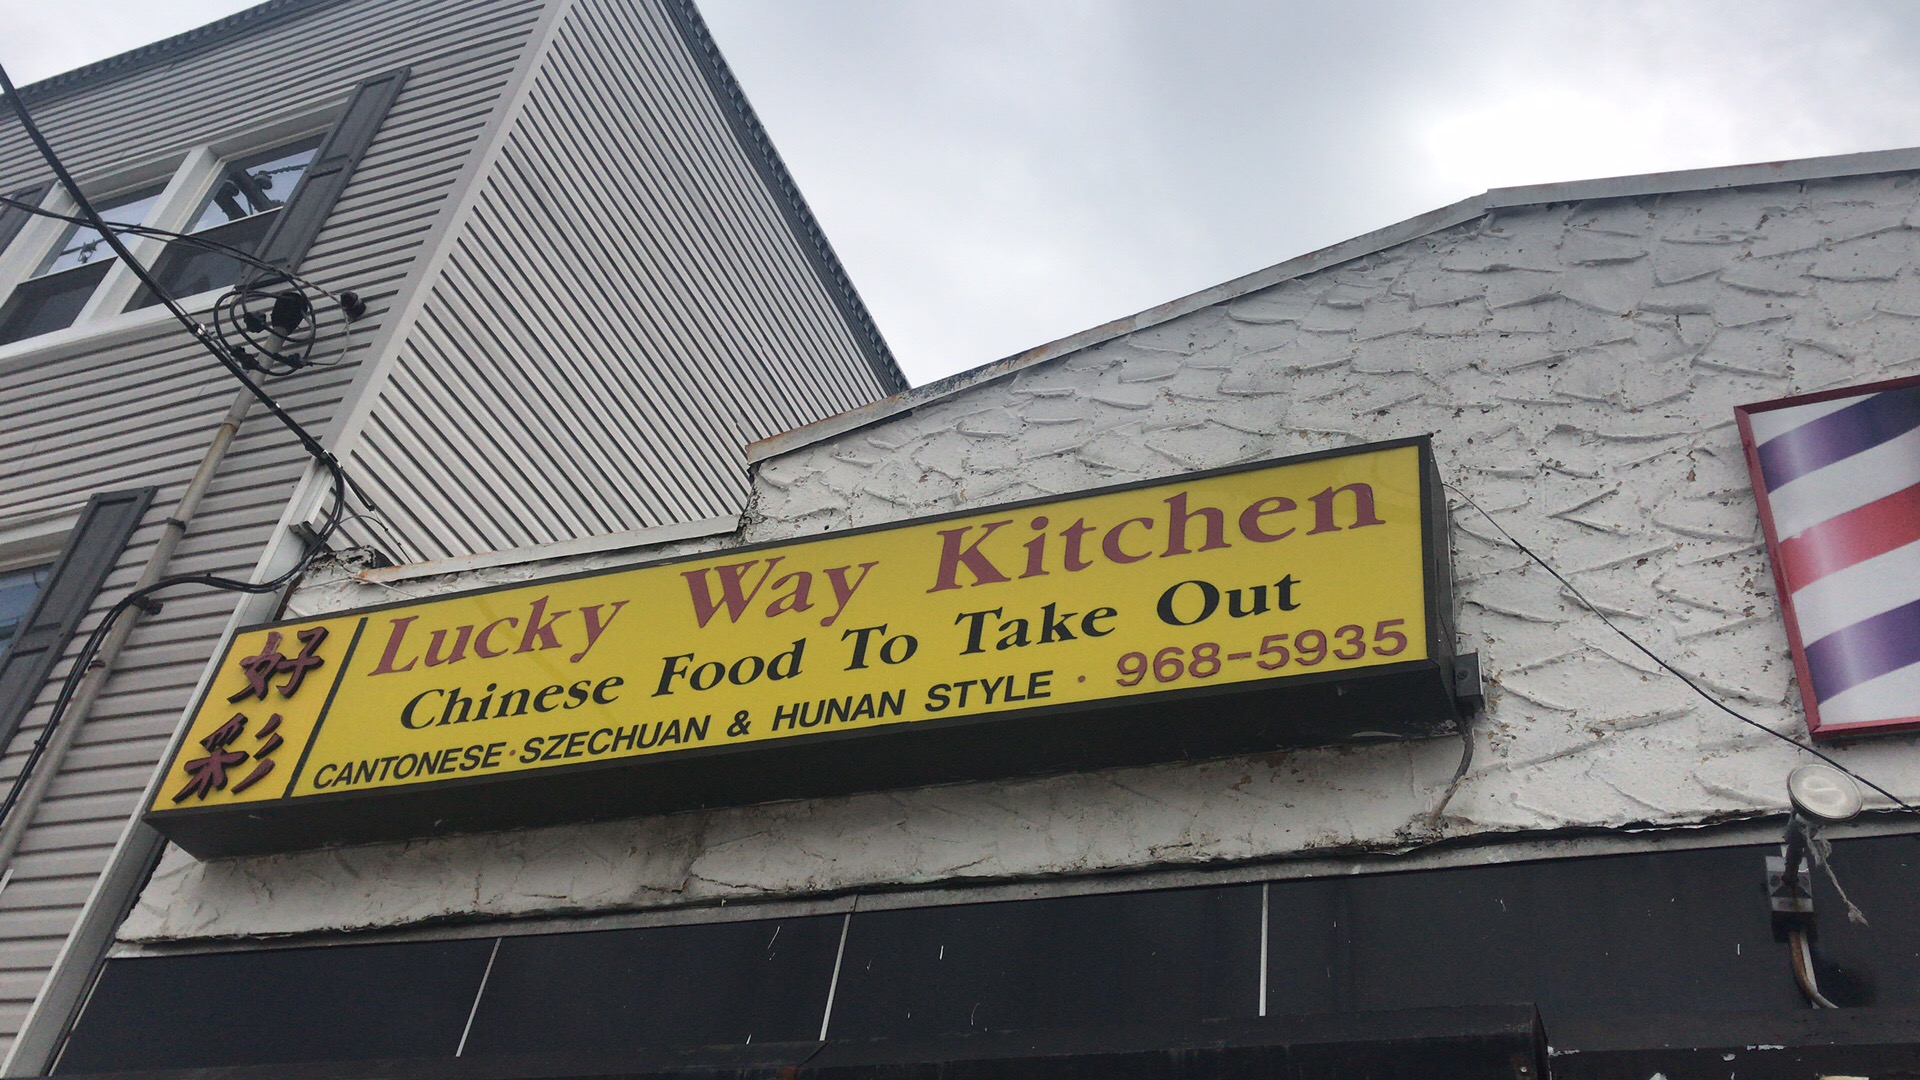 好彩
Lucky Way Kitchen
Chinese Food To Take Out
CANTONESE·SZECHUAN & HUNAN STYLE · 968-5935